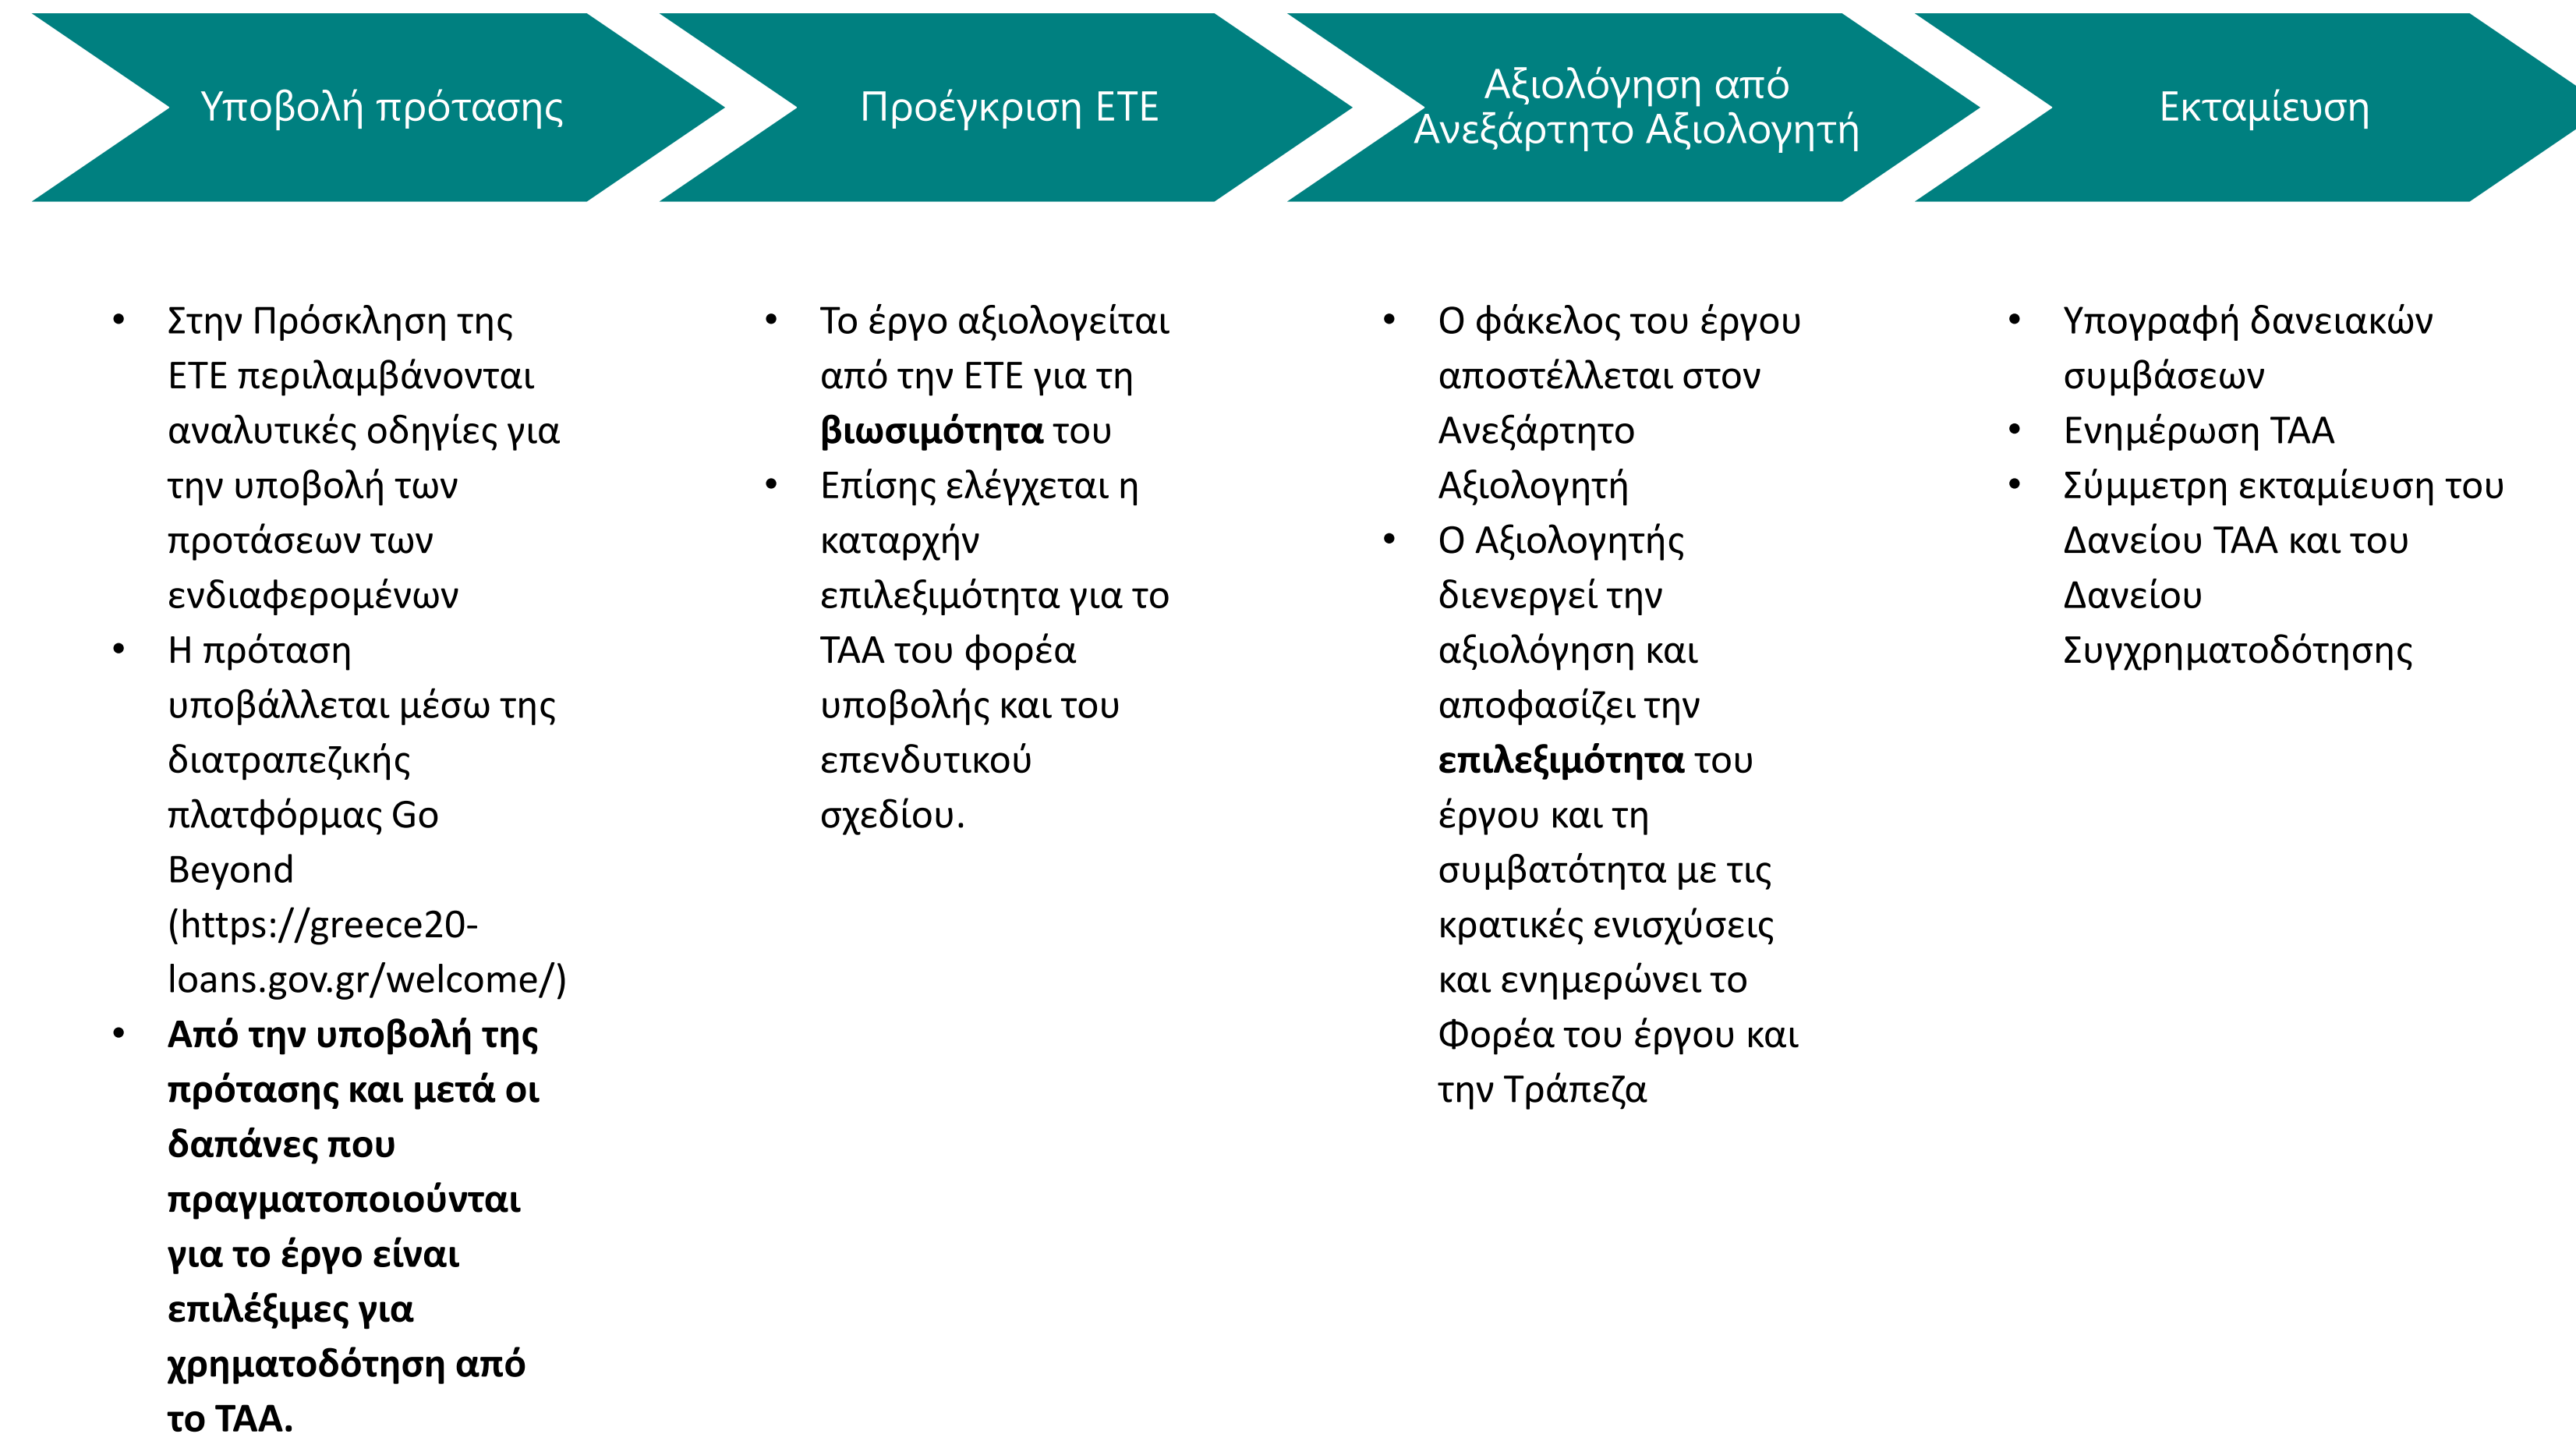 Υποβολή πρότασης
Προέγκριση ΕΤΕ
Αξιολόγηση από
Ανεξάρτητο Αξιολογητή
Εκταμίευση
• Στην Πρόσκληση της
ΕΤΕ περιλαμβάνονται
αναλυτικές οδηγίες για
την υποβολή των
προτάσεων των
ενδιαφερομένων
• Η πρόταση
υποβάλλεται μέσω της
διατραπεζικής
πλατφόρμας Go
Beyond
(https://greece20-
loans.gov.gr/welcome/)
• Από την υποβολή της
πρότασης και μετά οι
δαπάνες που
πραγματοποιούνται
για το έργο είναι
επιλέξιμες για
χρηματοδότηση από
το ΤΑΑ.
• Το έργο αξιολογείται
από την ΕΤΕ για τη
βιωσιμότητα του
• Επίσης ελέγχεται η
καταρχήν
επιλεξιμότητα για το
ΤΑΑ του φορέα
υποβολής και του
επενδυτικού
σχεδίου.
• Ο φάκελος του έργου
αποστέλλεται στον
Ανεξάρτητο
Αξιολογητή
• Ο Αξιολογητής
διενεργεί την
αξιολόγηση και
αποφασίζει την
επιλεξιμότητα του
έργου και τη
συμβατότητα με τις
κρατικές ενισχύσεις
και ενημερώνει το
Φορέα του έργου και
την Τράπεζα
• Υπογραφή δανειακών
συμβάσεων
• Ενημέρωση ΤΑΑ
• Σύμμετρη εκταμίευση του
Δανείου ΤΑΑ και του
Δανείου
Συγχρηματοδότησης